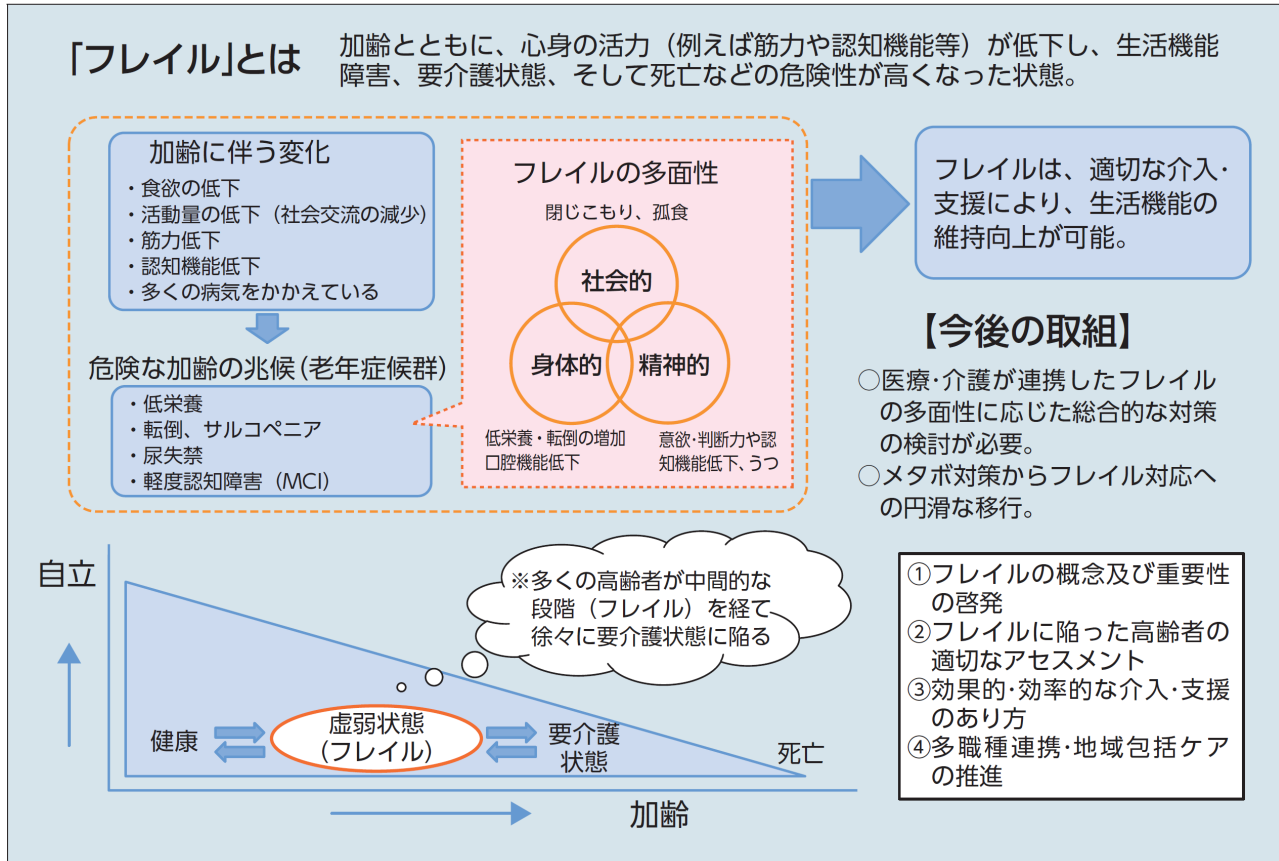 「フレイル」とは
加齢とともに、心身の活力（例えば筋力や認知機能等）が低下し、生活機能
障害、要介護状態、そして死亡などの危険性が高くなった状態。
加齢に伴う変化
・食欲の低下
・活動量の低下（社会交流の減少）
・筋力低下
・認知機能低下
・多くの病気をかかえている
危険な加齢の兆候（老年症候群）
・低栄養
・転倒、サルコペニア
・尿失禁
・軽度認知障害（MCI）
フレイルの多面性
閉じこもり、孤食
社会的
身体的
精神的
低栄養・転倒の増加
口腔機能低下
意欲・判断力や認
知機能低下、うつ
フレイルは、適切な介入・
支援により、生活機能の
維持向上が可能。
【今後の取組】
○医療・介護が連携したフレイル
の多面性に応じた総合的な対策
の検討が必要。
○メタボ対策からフレイル対応へ
の円滑な移行。
①フレイルの概念及び重要性
の啓発
②フレイルに陥った高齢者の
適切なアセスメント
③効果的・効率的な介入・支援
のあり方
④多職種連携・地域包括ケア
の推進
自立
※多くの高齢者が中間的な
段階（フレイル）を経て
徐々に要介護状態に陥る
健康
虚弱状態
（フレイル）
要介護
状態
死亡
加齢